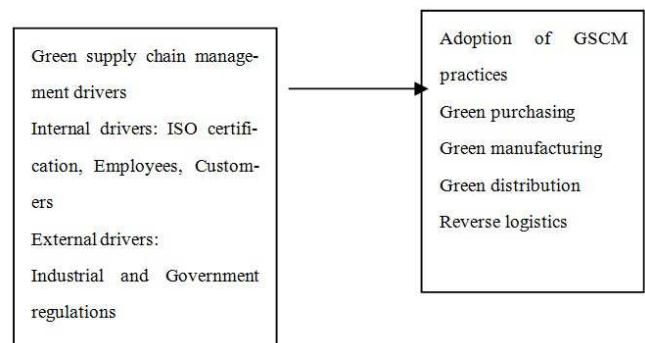 Green supply chain manage-
ment drivers
Internal drivers: ISO certifi-
cation, Employees, Custom-
ers
External drivers:
Industrial and Government
regulations
Adoption of GSCM
practices
Green purchasing
Green manufacturing
Green distribution
Reverse logistics